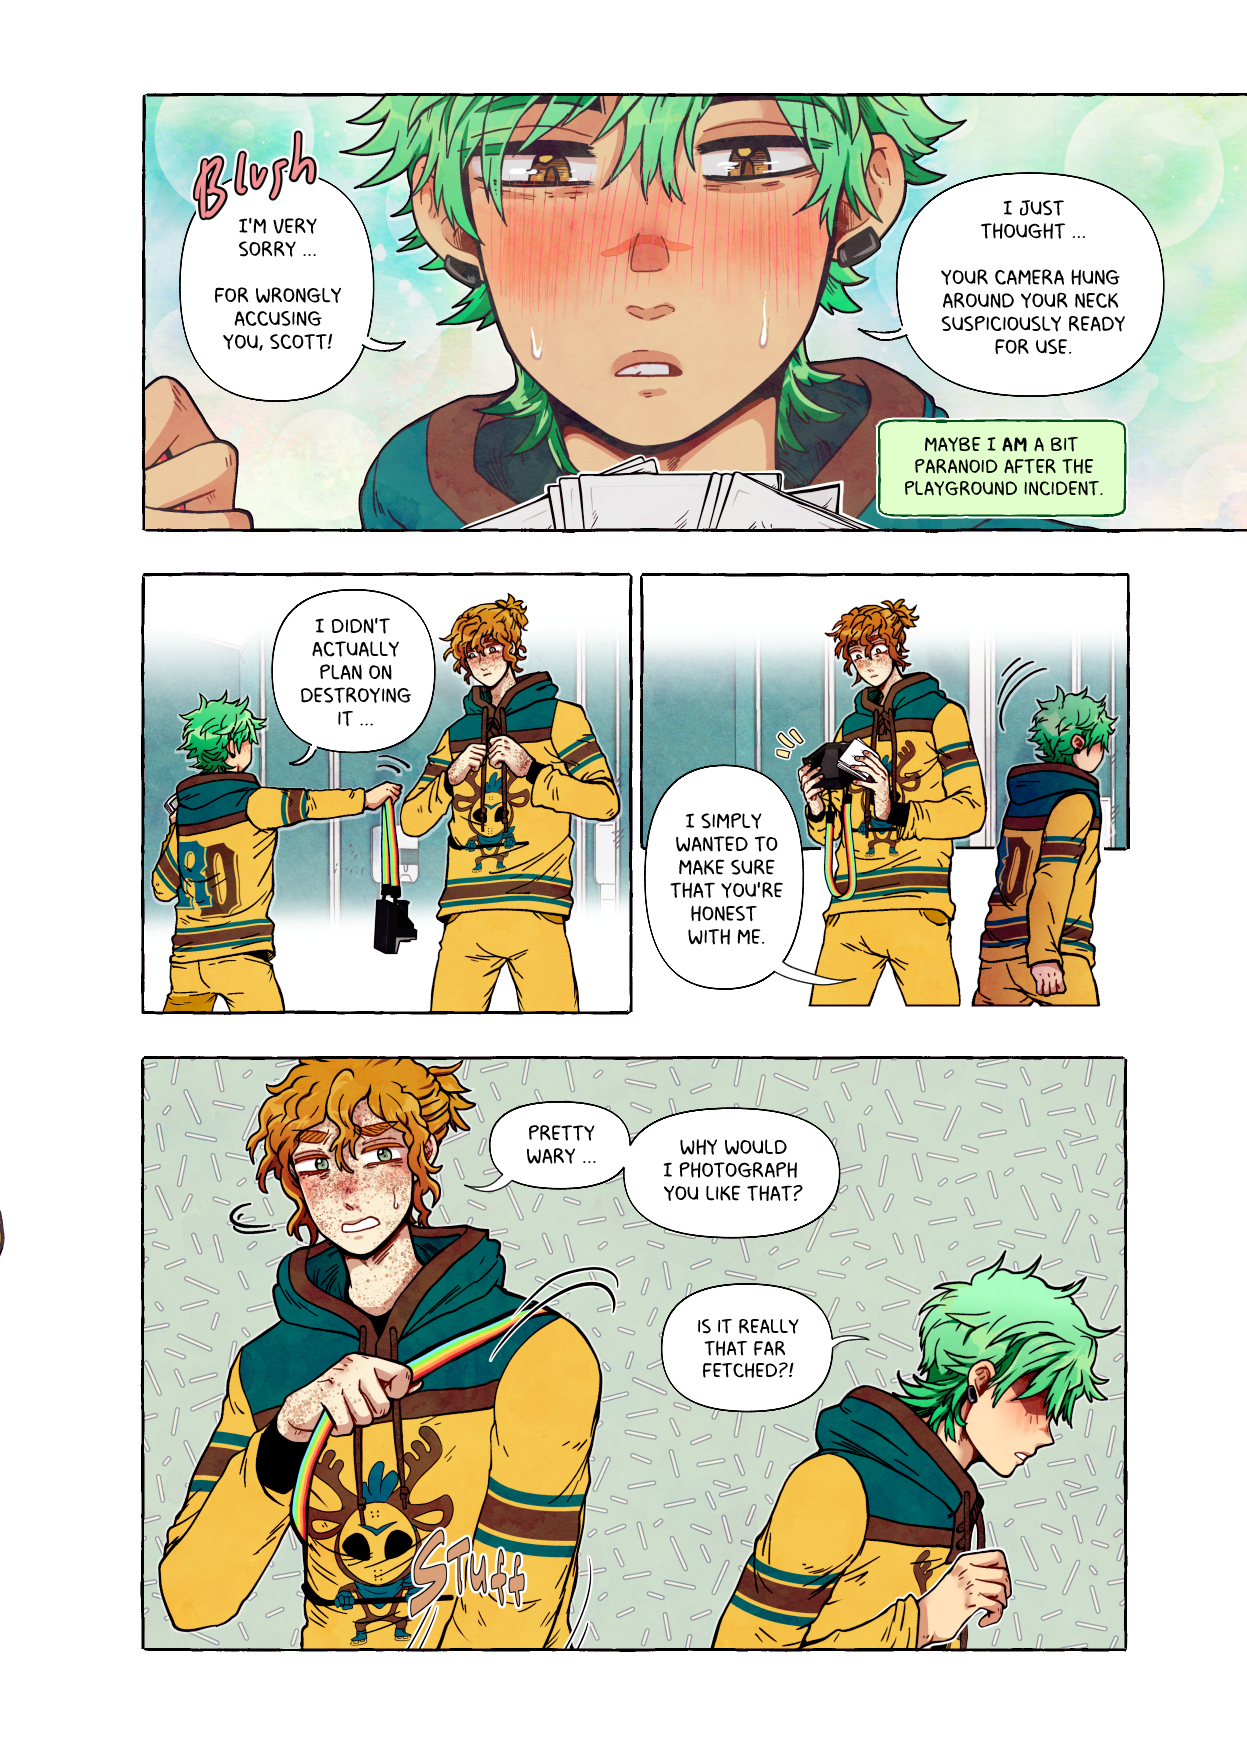 Blush
I'M VERY
SORRY ...
FOR WRONGLY
ACCUSING
YOU, SCOTT!
I JUST
THOUGHT ...
YOUR CAMERA HUNG
AROUND YOUR NECK
SUSPICIOUSLY READY
FOR USE.
MAYBE I AM A BIT
PARANOID AFTER THE
PLAYGROUND INCIDENT.
I DIDN'T
ACTUALLY
PLAN ON
DESTROYING
IT ...
I SIMPLY
WANTED TO
MAKE SURE
THAT YOU'RE
HONEST
WITH ME.
PRETTY
WARY ...
WHY WOULD
I PHOTOGRAPH
YOU LIKE THAT?
IS IT REALLY
THAT FAR
FETCHED?!
STuff